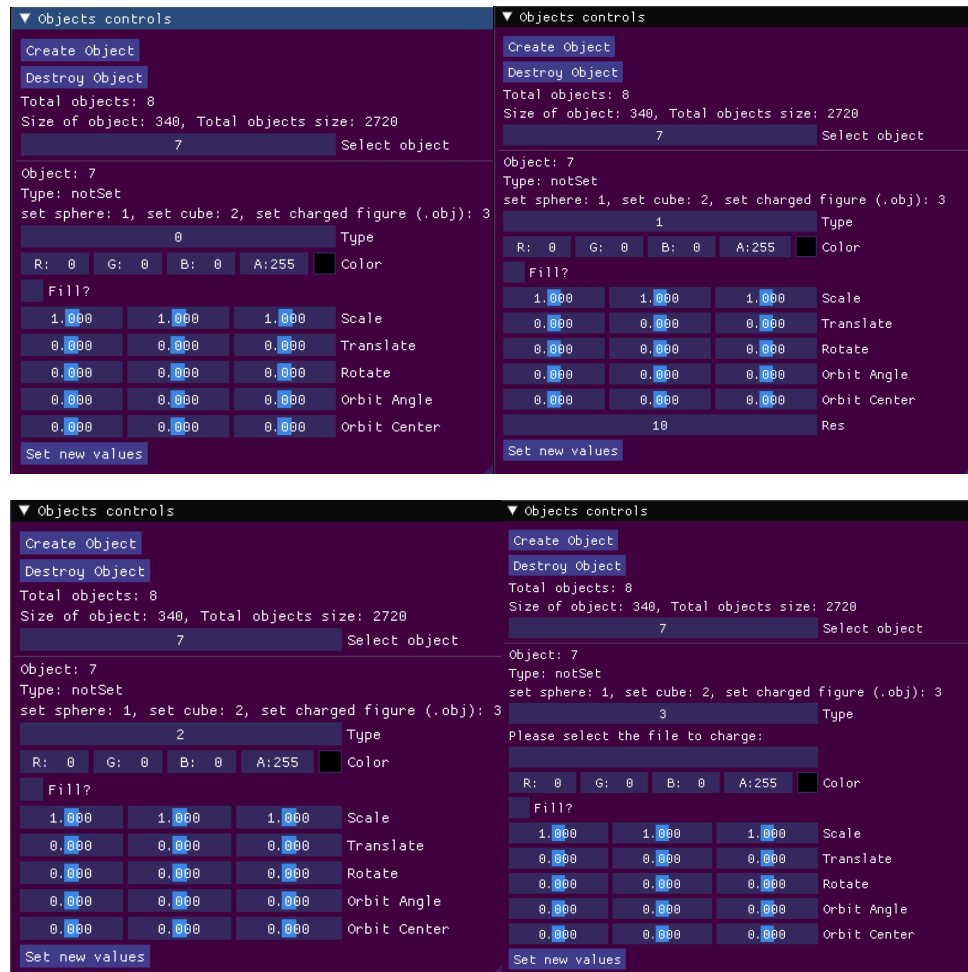 ▼ Objects controls
Create Object
Destroy Object
Total objects: 8
Size of object: 340, Total objects size: 2720
7 Select object
Object: 7
Type: notSet
set sphere: 1, set cube: 2, set charged figure (.obj): 3
0 Type
R: 0 G: 0 B: 0 A:255 Color
Fill?
1.000 1.000 1.000 Scale
0.000 0.000 0.000 Translate
0.000 0.000 0.000 Rotate
0.000 0.000 0.000 Orbit Angle
0.000 0.000 0.000 Orbit Center
Set new values
▼ Objects controls
Create Object
Destroy Object
Total objects: 8
Size of object: 340, Total objects size: 2720
7 Select object
Object: 7
Type: notSet
set sphere: 1, set cube: 2, set charged figure (.obj): 3
1 Type
R: 0 G: 0 B: 0 A:255 Color
Fill?
1.000 1.000 1.000 Scale
0.000 0.000 0.000 Translate
0.000 0.000 0.000 Rotate
0.000 0.000 0.000 Orbit Angle
0.000 0.000 0.000 Orbit Center
10 Res
Set new values
▼ Objects controls
Create Object
Destroy Object
Total objects: 8
Size of object: 340, Total objects size: 2720
7 Select object
Object: 7
Type: notSet
set sphere: 1, set cube: 2, set charged figure (.obj): 3
2 Type
R: 0 G: 0 B: 0 A:255 Color
Fill?
1.000 1.000 1.000 Scale
0.000 0.000 0.000 Translate
0.000 0.000 0.000 Rotate
0.000 0.000 0.000 Orbit Angle
0.000 0.000 0.000 Orbit Center
Set new values
▼ Objects controls
Create Object
Destroy Object
Total objects: 8
Size of object: 340, Total objects size: 2720
7 Select object
Object: 7
Type: notSet
set sphere: 1, set cube: 2, set charged figure (.obj): 3
3 Type
Please select the file to charge:
R: 0 G: 0 B: 0 A:255 Color
Fill?
1.000 1.000 1.000 Scale
0.000 0.000 0.000 Translate
0.000 0.000 0.000 Rotate
0.000 0.000 0.000 Orbit Angle
0.000 0.000 0.000 Orbit Center
Set new values